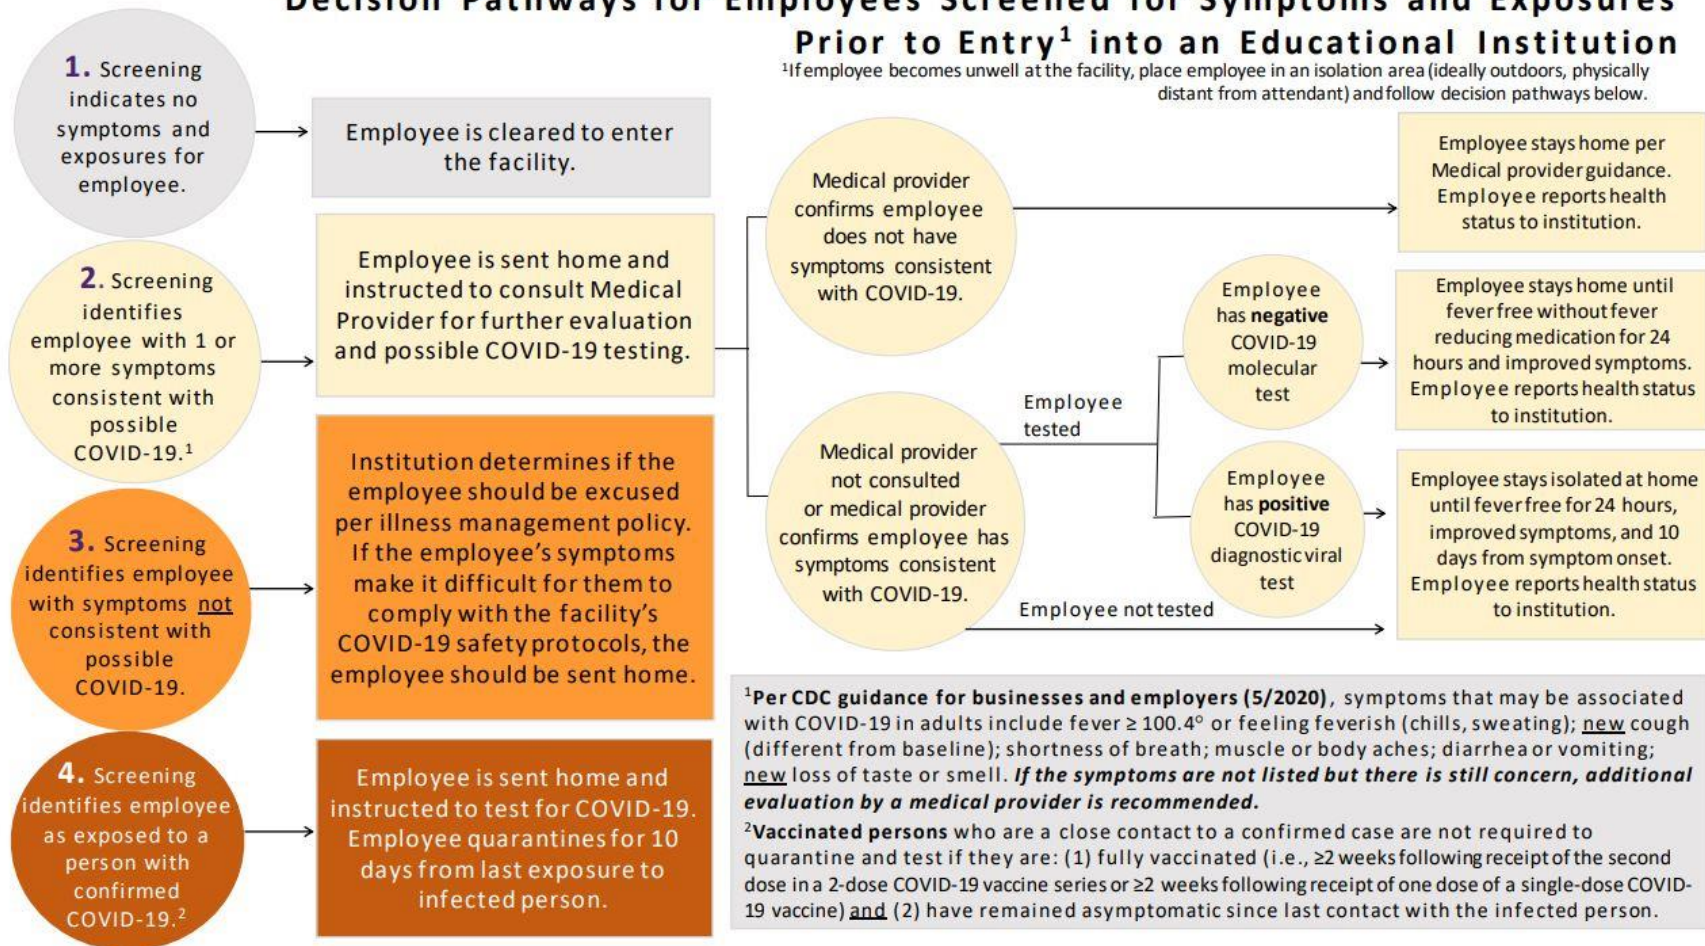 Decision Pathways for Employees Screened for Symptoms and Exposures
Prior to Entry¹ into an Educational Institution
¹If employee becomes unwell at the facility, place employee in an isolation area (ideally outdoors, physically
distant from attendant) and follow decision pathways below.
1. Screening
indicates no
symptoms and
exposures for
employee.
Employee is cleared to enter
the facility.
2. Screening
identifies
employee with 1 or
more symptoms
consistent with
possible
COVID-19.¹
Employee is sent home and
instructed to consult Medical
Provider for further evaluation
and possible COVID-19 testing.
Medical provider
confirms employee
does not have
symptoms consistent
with COVID-19.
Employee stays home per
Medical provider guidance.
Employee reports health
status to institution.
Medical provider
not consulted
or medical provider
confirms employee has
symptoms consistent
with COVID-19.
Employee
tested
Employee
has negative
COVID-19
molecular
test
Employee stays home until
fever free without fever
reducing medication for 24
hours and improved symptoms.
Employee reports health status
to institution.
Employee
has positive
COVID-19
diagnostic viral
test
Employee stays isolated at home
until fever free for 24 hours,
improved symptoms, and 10
days from symptom onset.
Employee reports health status
to institution.
Employee not tested
3. Screening
identifies employee
with symptoms not
consistent with
possible
COVID-19.
Institution determines if the
employee should be excused
per illness management policy.
If the employee's symptoms
make it difficult for them to
comply with the facility's
COVID-19 safety protocols, the
employee should be sent home.
4. Screening
identifies employee
as exposed to a
person with
confirmed
COVID-19.²
Employee is sent home and
instructed to test for COVID-19.
Employee quarantines for 10
days from last exposure to
infected person.
¹Per CDC guidance for businesses and employers (5/2020), symptoms that may be associated
with COVID-19 in adults include fever ≥ 100.4° or feeling feverish (chills, sweating); new cough
(different from baseline); shortness of breath; muscle or body aches; diarrhea or vomiting;
new loss of taste or smell. If the symptoms are not listed but there is still concern, additional
evaluation by a medical provider is recommended.
²Vaccinated persons who are a close contact to a confirmed case are not required to
quarantine and test if they are: (1) fully vaccinated (i.e., ≥2 weeks following receipt of the second
dose in a 2-dose COVID-19 vaccine series or ≥2 weeks following receipt of one dose of a single-dose COVID-
19 vaccine) and (2) have remained asymptomatic since last contact with the infected person.